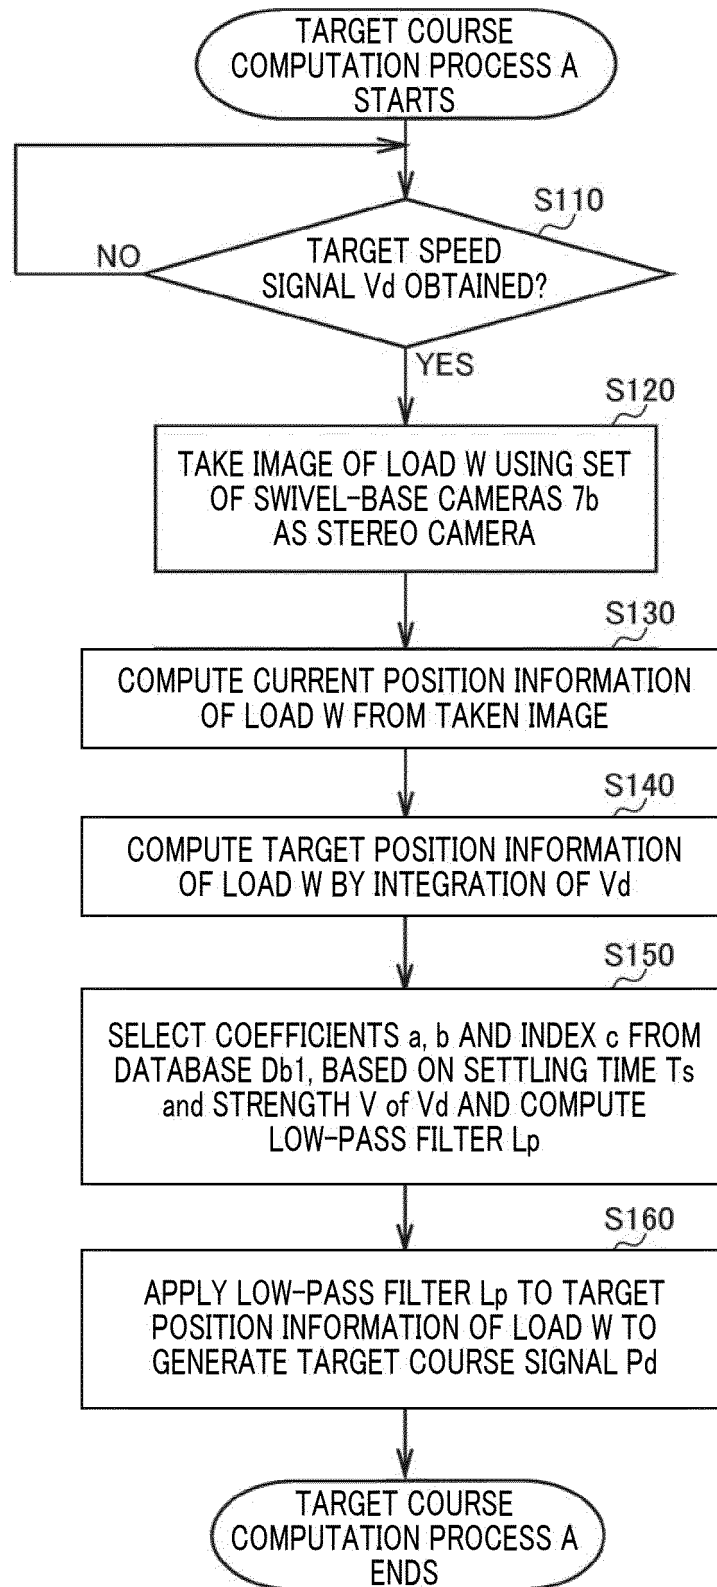 TARGET COURSE
COMPUTATION PROCESS A
STARTS
S110
NO
TARGET SPEED
SIGNAL Vd OBTAINED?
YES
S120
TAKE IMAGE OF LOAD W USING SET
OF SWIVEL-BASE CAMERAS 7b
AS STEREO CAMERA
S130
COMPUTE CURRENT POSITION INFORMATION
OF LOAD W FROM TAKEN IMAGE
S140
COMPUTE TARGET POSITION INFORMATION
OF LOAD W BY INTEGRATION OF Vd
S150
SELECT COEFFICIENTS a, b AND INDEX c FROM
DATABASE Db1, BASED ON SETTLING TIME Ts
and STRENGTH V of Vd AND COMPUTE
LOW-PASS FILTER Lp
S160
APPLY LOW-PASS FILTER Lp TO TARGET
POSITION INFORMATION OF LOAD W TO
GENERATE TARGET COURSE SIGNAL Pd
TARGET COURSE
COMPUTATION PROCESS A
ENDS